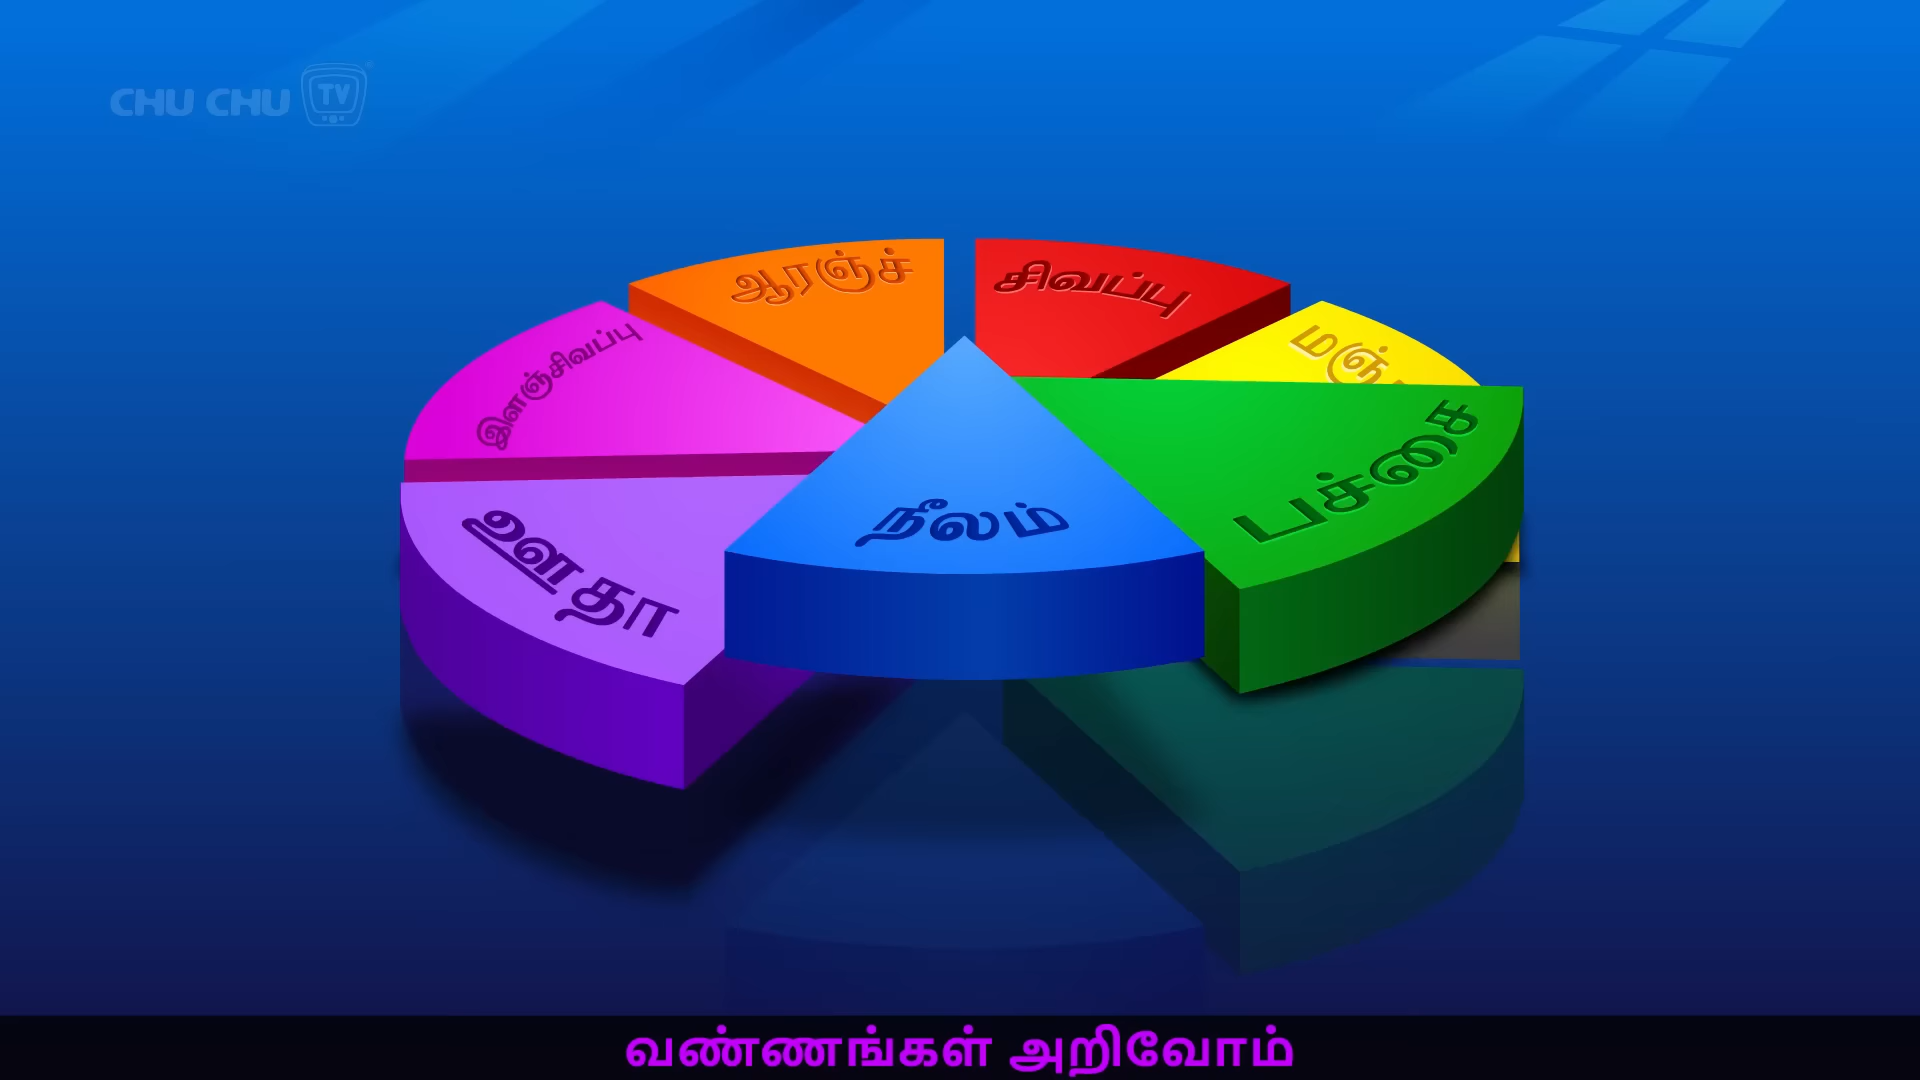 CHU CHU TV
ஆரஞ்ச்
சிவப்பு
இளஞ்சிவப்பு
பச்சை
நீலம்
ஊதா
வண்ணங்கள் அறிவோம்